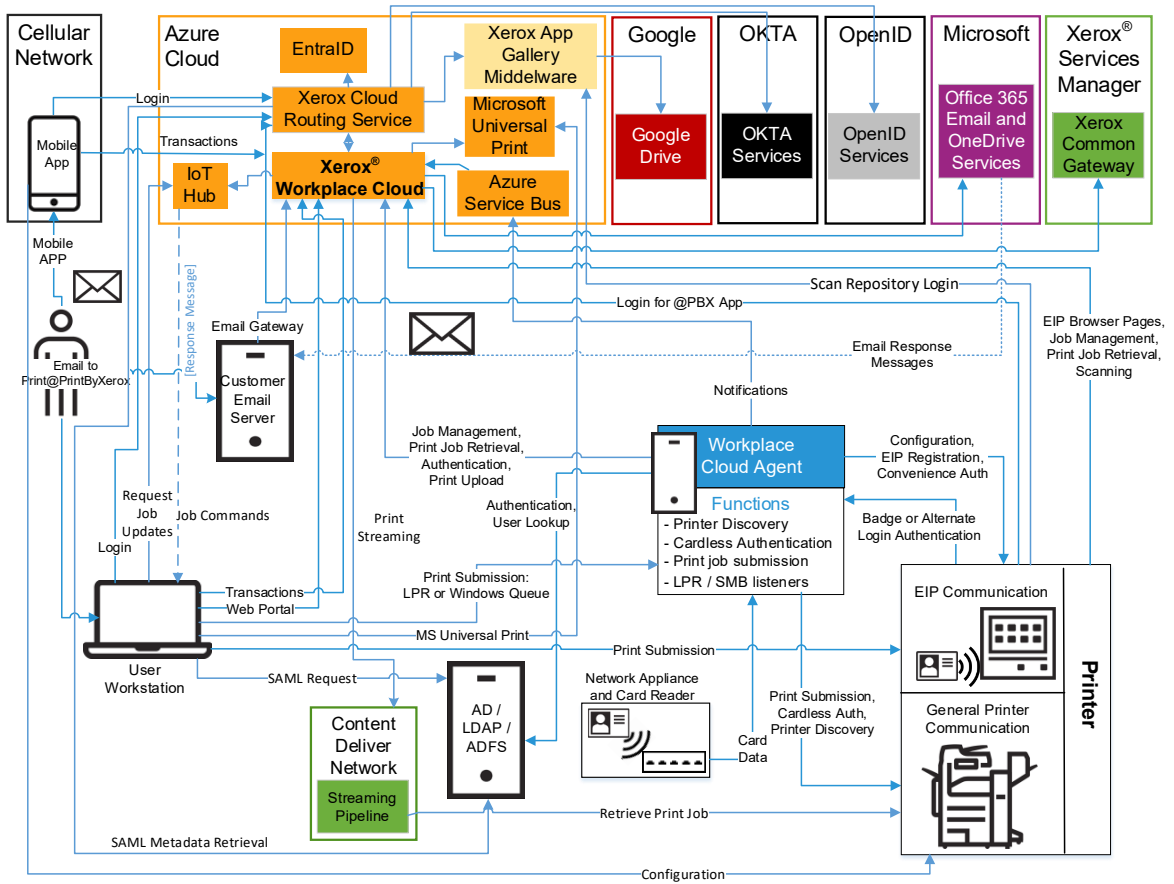 Cellular
Network
Azure
Cloud
EntraID
Xerox App
Gallery
Middelware
Google
OKTA
OpenID
Microsoft
Xerox®
Services
Manager
Login
Xerox Cloud
Routing Service
Microsoft
Universal
Print
Google
Drive
OKTA
Services
OpenID
Services
Office 365
Email and
OneDrive
Services
Xerox
Common
Gateway
Mobile
App
Transactions
IoT
Hub
Xerox®
Workplace Cloud
Azure
Service Bus
Mobile
APP
[Response Message]
Scan Repository Login
Login for @PBX App
Email Gateway
EIP Browser Pages,
Job Management,
Print Job Retrieval,
Scanning
Email Response
Messages
Email to
Print@PrintByXerox
Customer
Email
Server
Notifications
Job Management,
Print Job Retrieval,
Authentication,
Print Upload
Workplace
Cloud Agent
Configuration,
EIP Registration,
Convenience Auth
Functions
- Printer Discovery
- Cardless Authentication
- Print job submission
- LPR / SMB listeners
Request
Job
Updates
Job Commands
Login
Print
Streaming
Authentication,
User Lookup
Badge or Alternate
Login Authentication
Print Submission:
LPR or Windows Queue
Transactions
Web Portal
MS Universal Print
EIP Communication
Print Submission
User
Workstation
SAML Request
Network Appliance
and Card Reader
Print Submission,
Cardless Auth,
Printer Discovery
General Printer
Communication
Printer
AD /
LDAP /
ADFS
Content
Deliver
Network
Card
Data
Streaming
Pipeline
Retrieve Print Job
SAML Metadata Retrieval
Configuration